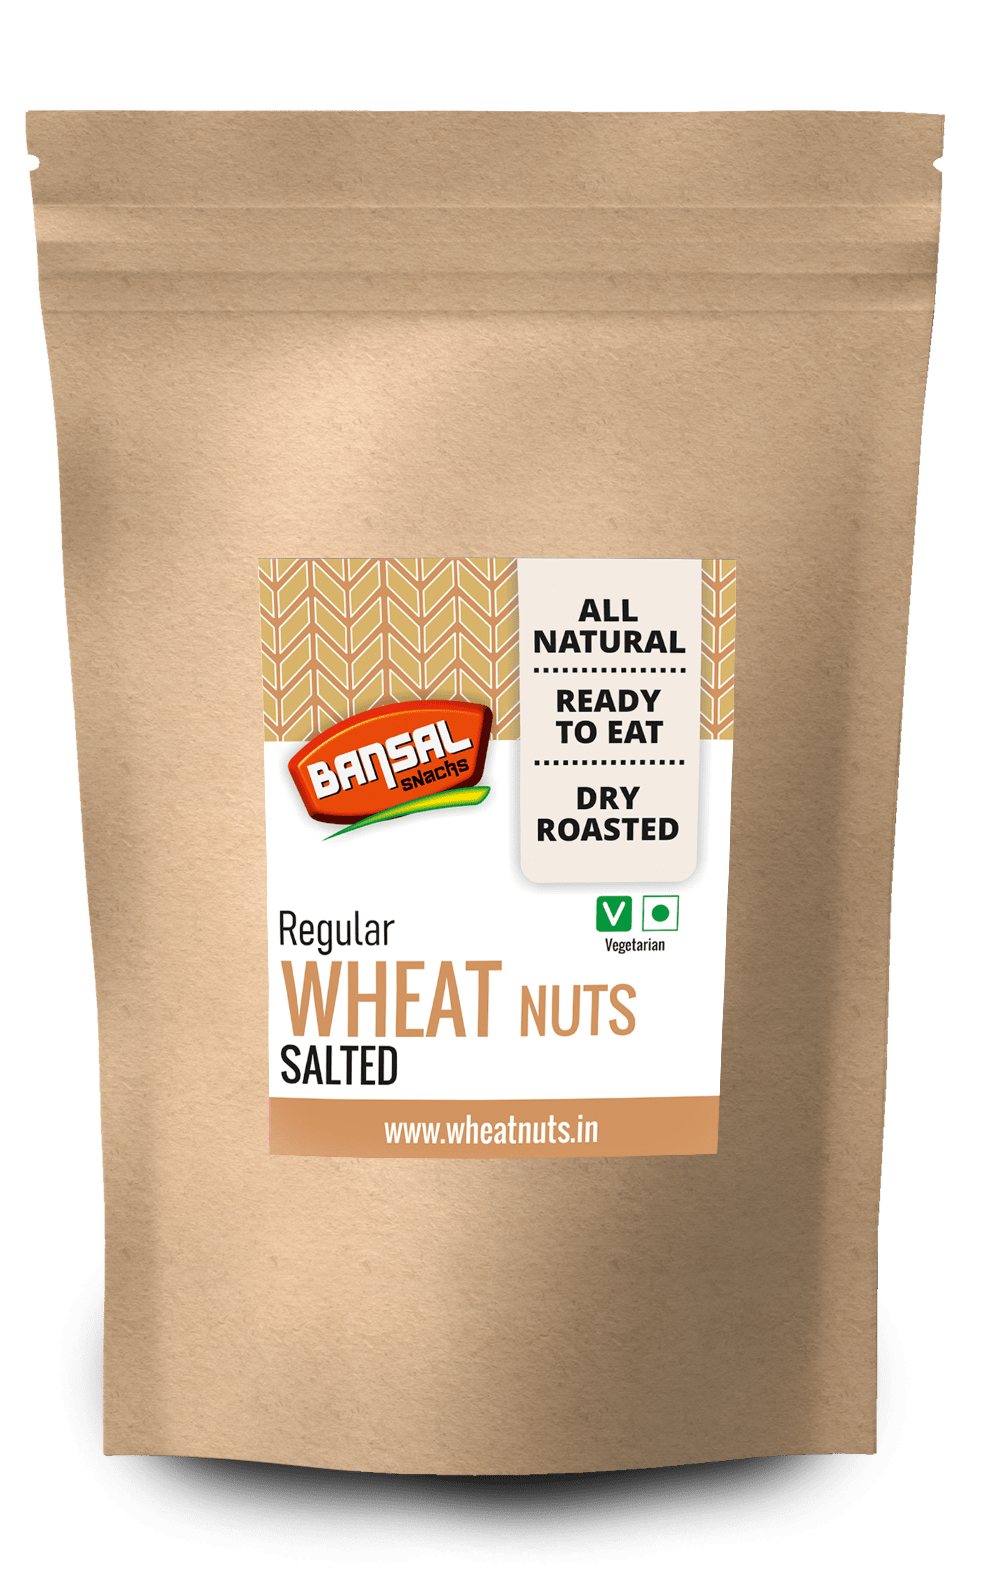 ALL
NATURAL
READY
TO EAT
DRY
ROASTED
BANSAL
SNACKS
V
Vegetarian
Regular
WHEAT NUTS
SALTED
www.wheatnuts.in